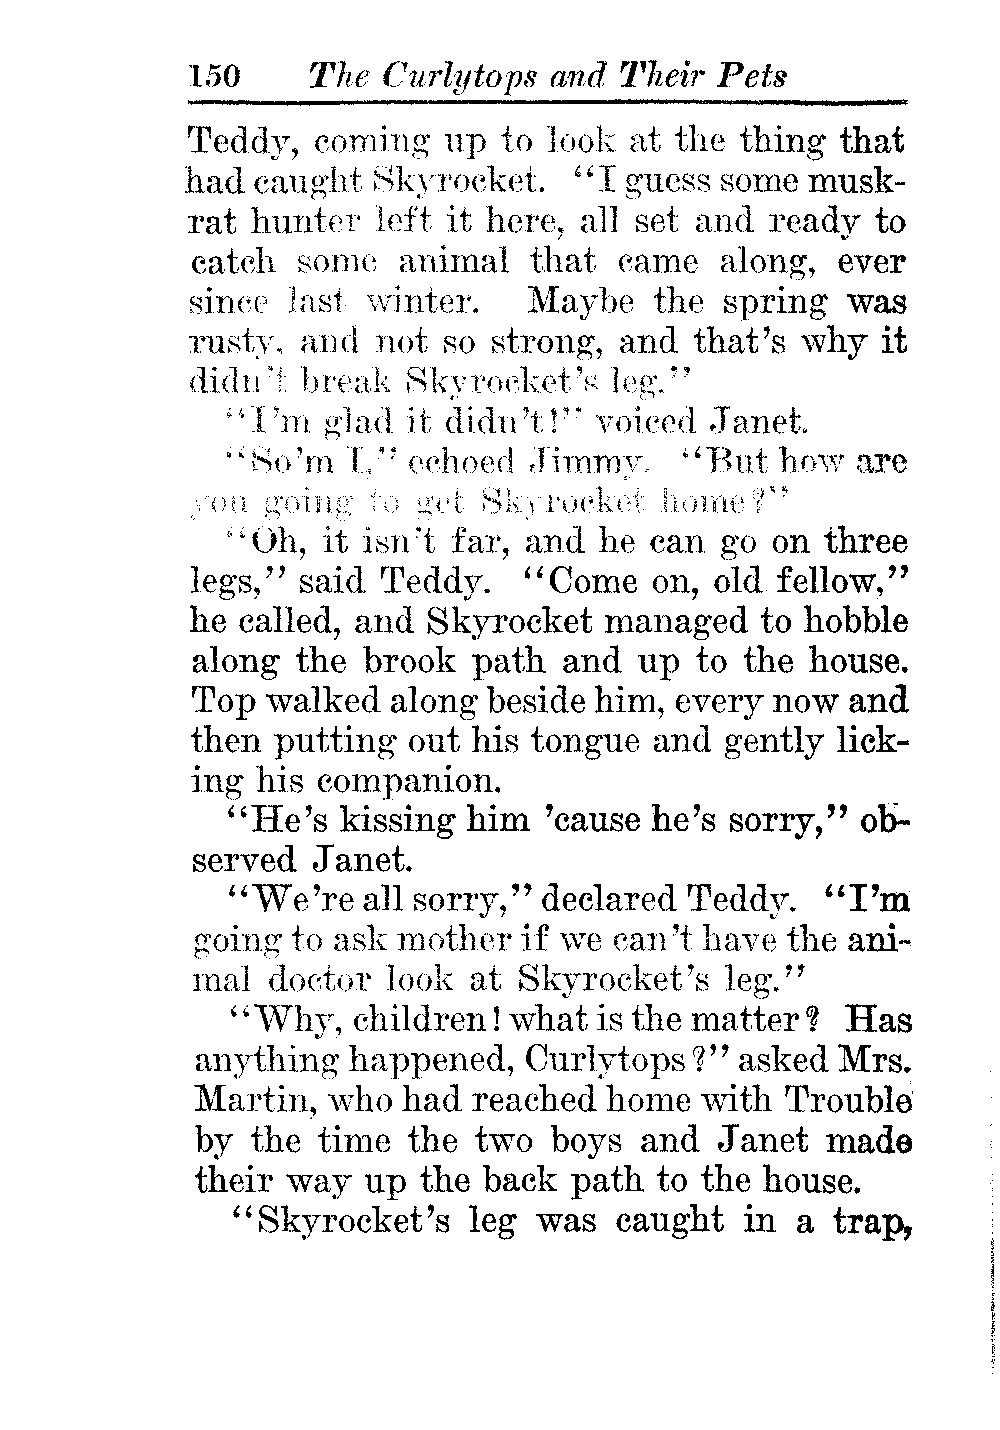 150 The Curlytops and Their Pets
Teddy, coming up to look at the thing that
had caught Skyrocket. “I guess some musk-
rat hunter left it here, all set and ready to
catch some animal that came along, ever
since last winter. Maybe the spring was
rusty, and not so strong, and that’s why it
didn’t break Skyrocket’s leg.”
“I’m glad it didn’t!” voiced Janet.
“So’m I,” echoed Jimmy. “But how are
you going to get Skyrocket home?”
“Oh, it isn’t far, and he can go on three
legs,” said Teddy. “Come on, old fellow,”
he called, and Skyrocket managed to hobble
along the brook path and up to the house.
Top walked along beside him, every now and
then putting out his tongue and gently lick-
ing his companion.
“He’s kissing him ’cause he’s sorry,” ob-
served Janet.
“We’re all sorry,” declared Teddy. “I’m
going to ask mother if we can’t have the ani-
mal doctor look at Skyrocket’s leg.”
“Why, children! what is the matter? Has
anything happened, Curlytops?” asked Mrs.
Martin, who had reached home with Trouble
by the time the two boys and Janet made
their way up the back path to the house.
“Skyrocket’s leg was caught in a trap,